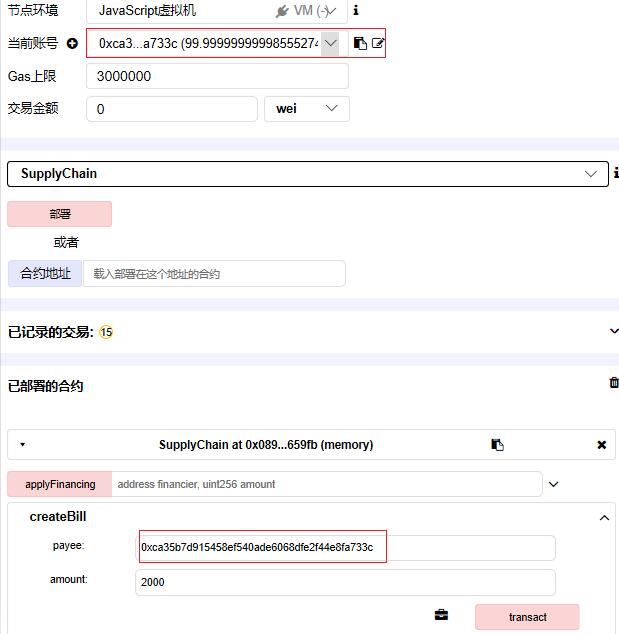 节点环境 JavaScript虚拟机 VM (-)
当前账号 0xca3...a733c (99.9999999999855527
Gas上限 3000000
交易金额 0 wei
SupplyChain
部署
或者
合约地址 载入部署在这个地址的合约
已记录的交易: 15
已部署的合约
SupplyChain at 0x089...659fb (memory)
applyFinancing address financier, uint256 amount
createBill
payee: 0xca35b7d915458ef540ade6068dfe2f44e8fa733c
amount: 2000
transact